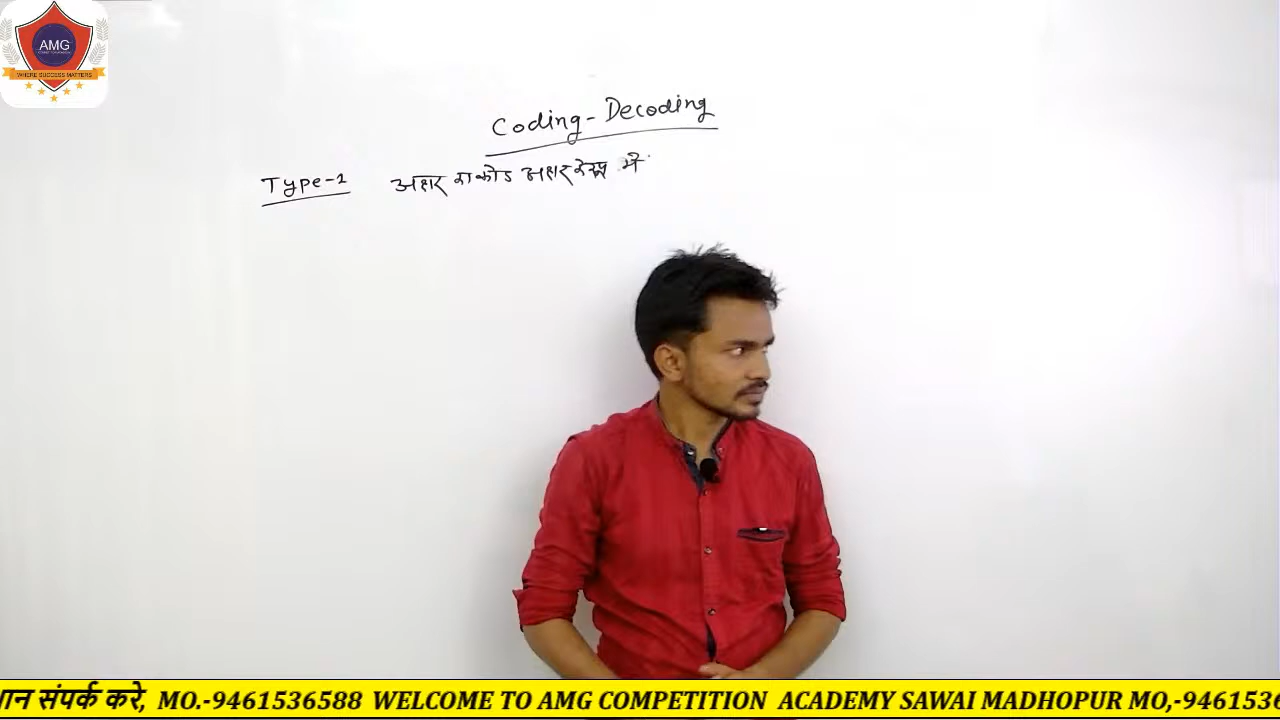 AMG
WHERE SUCCESS MATTERS
Coding-Decoding
Type-1 अक्षर का कोड अक्षर के रूप में
ान संपर्क करे, MO.-9461536588 WELCOME TO AMG COMPETITION ACADEMY SAWAI MADHOPUR MO,-9461536